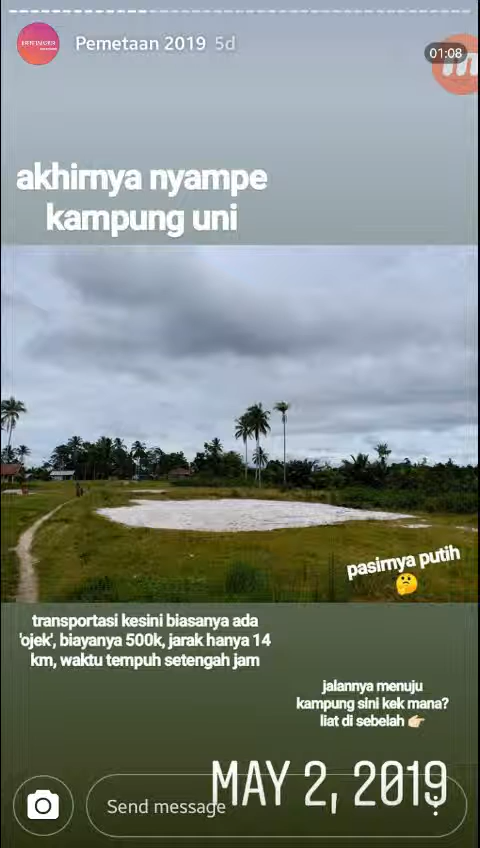 Pemetaan 2019 5d
01:08
akhirnya nyampe
kampung uni
pasirnya putih
transportasi kesini biasanya ada
'ojek', biayanya 500k, jarak hanya 14
km, waktu tempuh setengah jam
jalannya menuju
kampung sini kek mana?
liat di sebelah 👉🏻
MAY 2, 2019
Send message